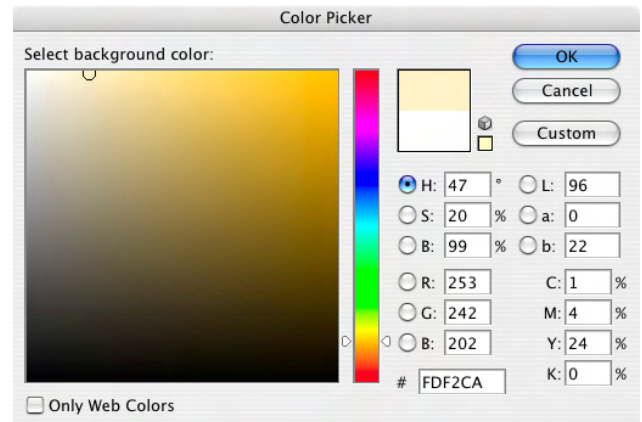 Color Picker
Select background color:
OK
Cancel
Custom
H: 47 °
S: 20 %
B: 99 %
R: 253
G: 242
B: 202
# FDF2CA
L: 96
a: 0
b: 22
C: 1 %
M: 4 %
Y: 24 %
K: 0 %
Only Web Colors